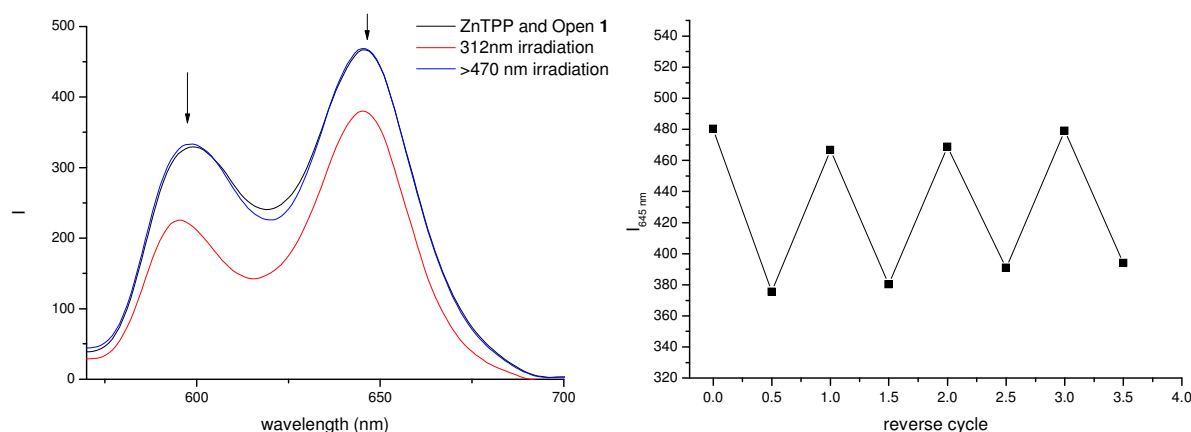 500
400
300
200
100
0
I
600
650
700
wavelength (nm)
ZnTPP and Open 1
312nm irradiation
>470 nm irradiation
540
520
500
480
460
440
420
400
380
360
340
320
I645 nm
0.0 0.5 1.0 1.5 2.0 2.5 3.0 3.5 4.0
reverse cycle